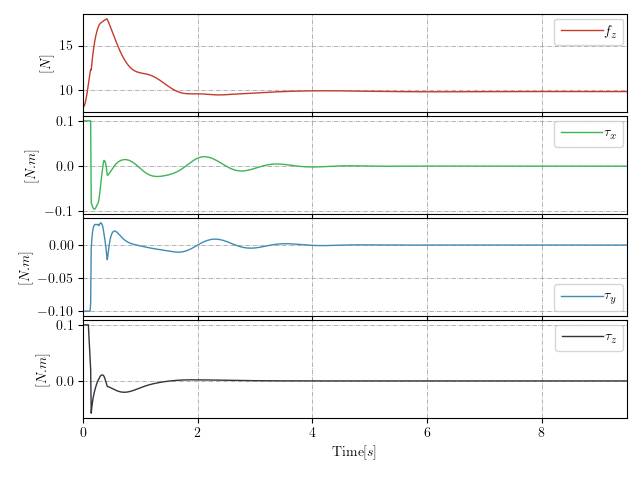 15
10
[N]
f_z
0.1
0.0
−0.1
[N.m]
τ_x
0.00
−0.05
−0.10
[N.m]
τ_y
0.1
0.0
[N.m]
τ_z
0 2 4 6 8
Time[s]